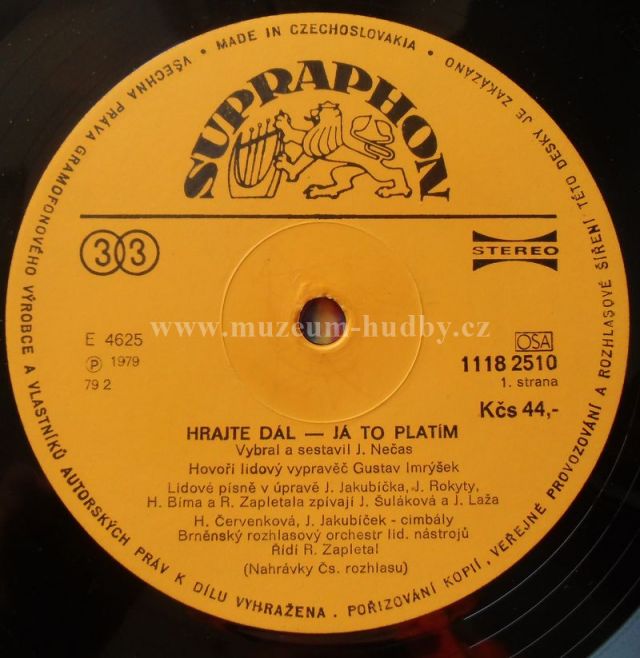 VŠECHNA PRÁVA GRAMOFONOVÉHO VÝROBCE A VLASTNÍKŮ AUTORSKÝCH PRÁV K DÍLU VYHRAŽENA . POŘIZOVÁNÍ KOPIÍ, VEŘEJNÉ PROVOZOVÁNÍ A ROZHLASOVÉ ŠÍŘENÍ TÉTO DESKY JE ZAKÁZÁNO
• MADE IN CZECHOSLOVAKIA •
SUPRAPHON
33
STEREO
www.muzeum-hudby.cz
E 4625
Ⓟ 1979
79 2
OSA
1118 2510
1. strana
Kčs 44,-
HRAJTE DÁL — JÁ TO PLATÍM
Vybral a sestavil J. Nečas
Hovoří lidový vypravěč Gustav Imrýšek
Lidové písně v úpravě J. Jakubíčka, J. Rokyty,
H. Bíma a R. Zapletala zpívají J. Šuláková a J. Laža
H. Červenková, J. Jakubíček - cimbály
Brněnský rozhlasový orchestr lid. nástrojů
Řídí R. Zapletal
(Nahrávky Čs. rozhlasu)